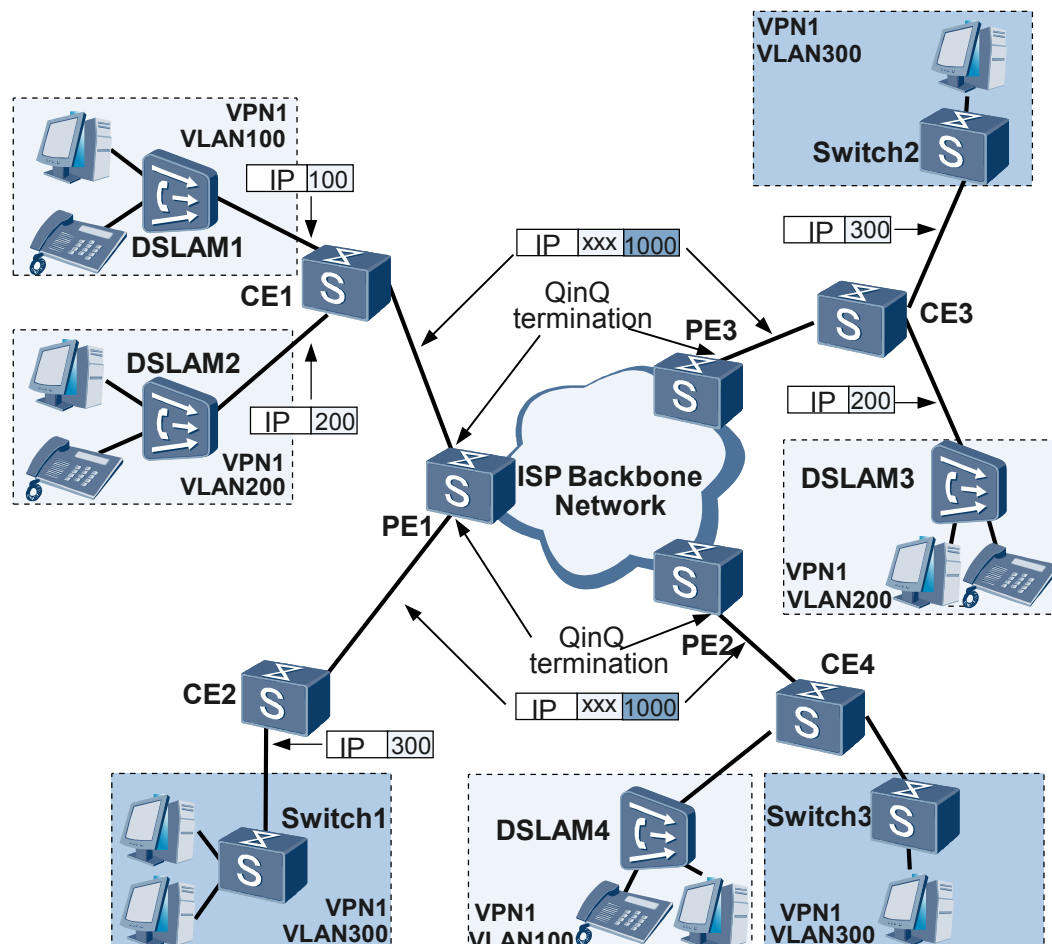 VPN1
VLAN300
Switch2
VPN1
VLAN100
DSLAM1
IP 100
CE1
IP xxx 1000
IP 300
QinQ
termination
PE3
CE3
DSLAM2
IP 200
VPN1
VLAN200
IP 200
DSLAM3
VPN1
VLAN200
ISP Backbone
Network
PE1
QinQ
termination
PE2
CE4
CE2
IP xxx 1000
IP 300
Switch1
VPN1
VLAN300
DSLAM4
VPN1
VLAN100
Switch3
VPN1
VLAN300
S
S
S
S
S
S
S
S
S
S